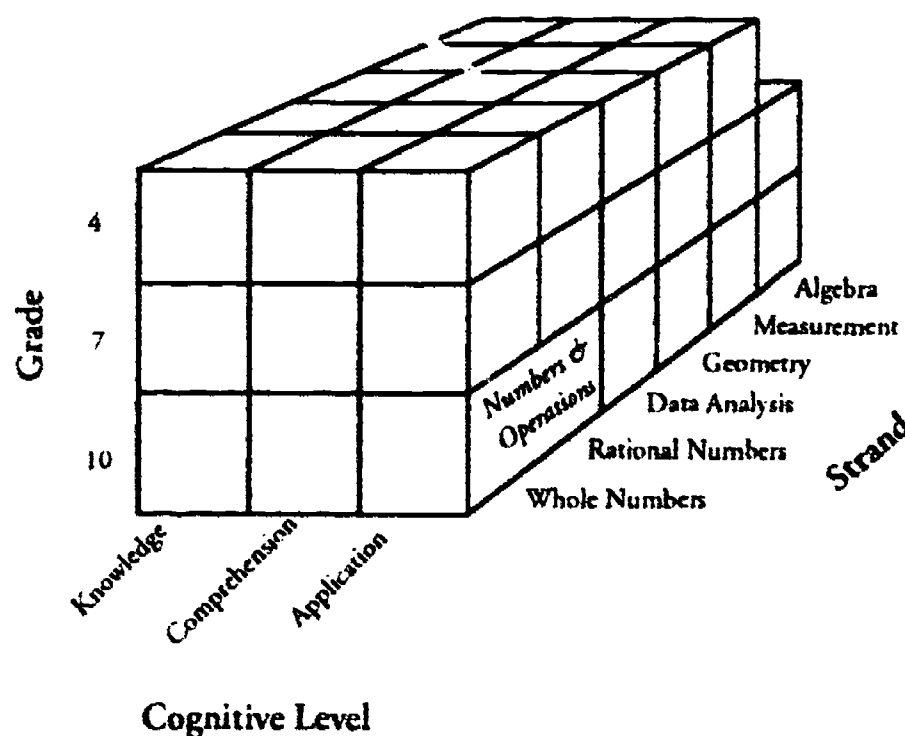 4
7
10
Grade
Knowledge
Comprehension
Application
Cognitive Level
Numbers &
Operations
Algebra
Measurement
Geometry
Data Analysis
Rational Numbers
Whole Numbers
Strand